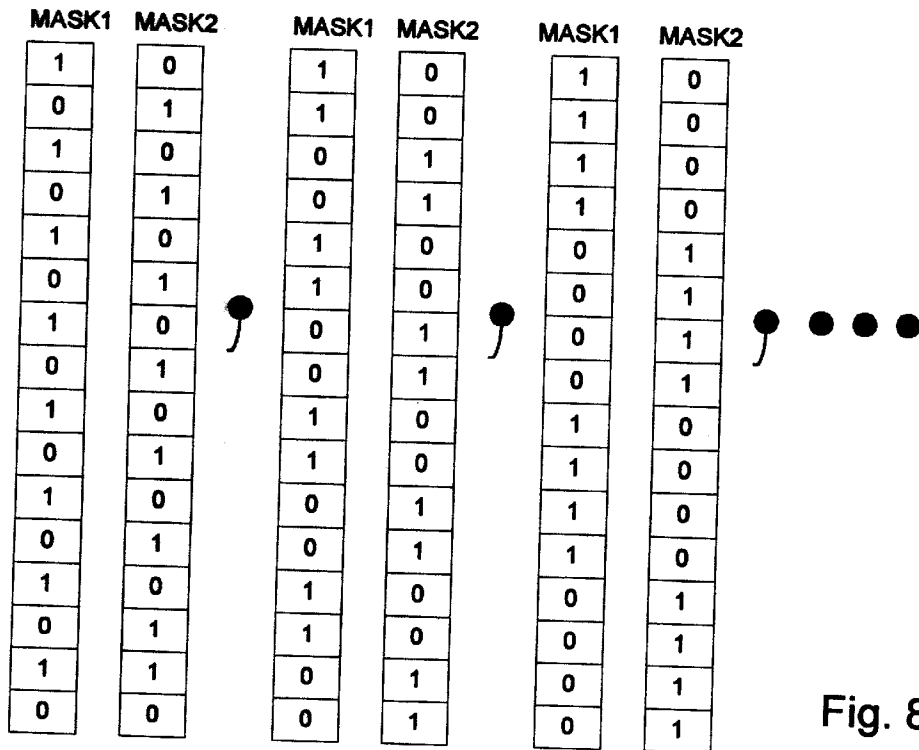 MASK1 MASK2 MASK1 MASK2 MASK1 MASK2
1 0 1 0 1 0
0 1 1 0 1 0
1 0 0 1 1 0
0 1 0 1 1 0
1 0 1 0 0 1
0 1 1 0 0 1
1 0 0 1 0 1
0 1 0 1 0 1
1 0 1 0 1 0
0 1 1 0 1 0
1 0 0 1 1 0
0 1 0 1 1 0
1 0 1 0 0 1
0 1 1 0 0 1
1 1 0 1 0 1
0 0 0 1 0 1
Fig. 8